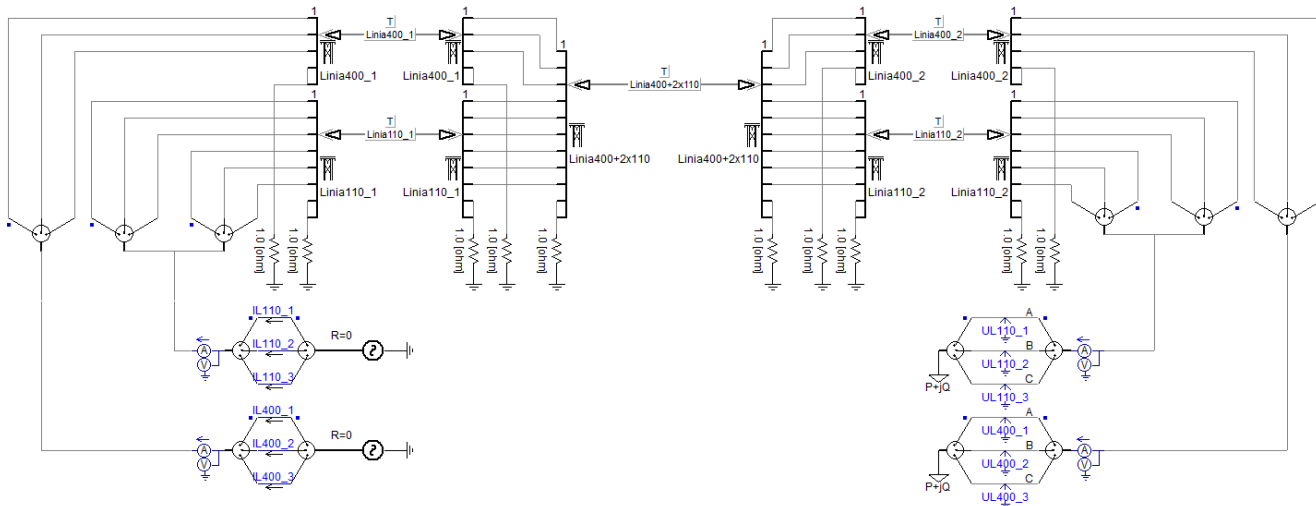 1 1 1 1
T T
Linia400_1 Linia400_2
1 1
T
Linia400+2x110
Linia400_1 Linia400_1 Linia400_2 Linia400_2
1 1 1 1
T T
Linia110_1 Linia110_2
Linia400+2x110 Linia400+2x110
Linia110_1 Linia110_1 Linia110_2 Linia110_2
1.0 [ohm] 1.0 [ohm] 1.0 [ohm] 1.0 [ohm] 1.0 [ohm] 1.0 [ohm] 1.0 [ohm] 1.0 [ohm] 1.0 [ohm] 1.0 [ohm]
IL110_1 A
R=0 UL110_1
A IL110_2 B A
V UL110_2 V
P+jQ
IL110_3 C
UL110_3
IL400_1 A
R=0 UL400_1
A IL400_2 B A
V UL400_2 V
IL400_3 C
P+jQ UL400_3